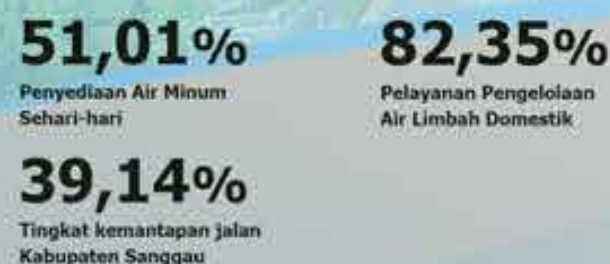 51,01%
Penyediaan Air Minum
Sehari-hari
82,35%
Pelayanan Pengelolaan
Air Limbah Domestik
39,14%
Tingkat kemantapan jalan
Kabupaten Sanggau